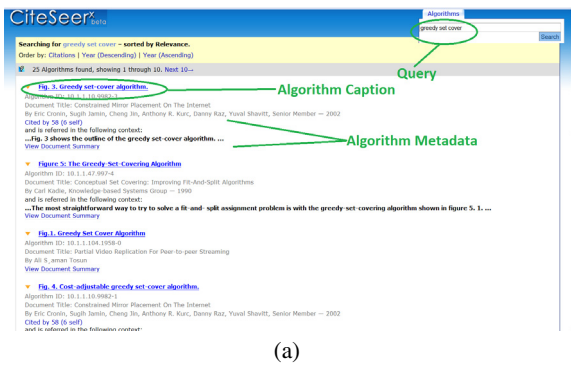 CiteSeerx beta
Algorithms
greedy set cover
Search
Searching for greedy set cover – sorted by Relevance.
Order by: Citations | Year (Descending) | Year (Ascending)
Query
25 Algorithms found, showing 1 through 10. Next 10→
Fig. 3. Greedy set-cover algorithm.
Algorithm Caption
Algorithm ID: 10.1.1.10.9982-3
Document Title: Constrained Mirror Placement On The Internet
By Eric Cronin, Sugih Jamin, Cheng Jin, Anthony R. Kurc, Danny Raz, Yuval Shavitt, Senior Member — 2002
Cited by 58 (6 self)
and is referred in the following context:
...Fig. 3 shows the outline of the greedy set-cover algorithm. ...
View Document Summary
Algorithm Metadata
Figure 5: The Greedy-Set-Covering Algorithm
Algorithm ID: 10.1.1.47.997-4
Document Title: Conceptual Set Covering: Improving Fit-And-Split Algorithms
By Carl Kadie, Knowledge-based Systems Group — 1990
and is referred in the following context:
...The most straightforward way to try to solve a fit-and- split assignment problem is with the greedy-set-covering algorithm shown in figure 5. 1. ...
View Document Summary
Fig.1. Greedy Set Cover Algorithm
Algorithm ID: 10.1.1.104.1958-0
Document Title: Partial Video Replication For Peer-to-peer Streaming
By Ali S¸aman Tosun
View Document Summary
Fig. 4. Cost-adjustable greedy set-cover algorithm.
Algorithm ID: 10.1.1.10.9982-1
Document Title: Constrained Mirror Placement On The Internet
By Eric Cronin, Sugih Jamin, Cheng Jin, Anthony R. Kurc, Danny Raz, Yuval Shavitt, Senior Member — 2002
Cited by 58 (6 self)
and is referred in the following context:
(a)